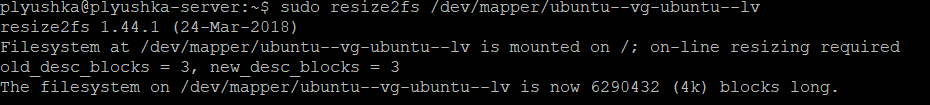 plyushka@plyushka-server:~$ sudo resize2fs /dev/mapper/ubuntu--vg-ubuntu--lv
resize2fs 1.44.1 (24-Mar-2018)
Filesystem at /dev/mapper/ubuntu--vg-ubuntu--lv is mounted on /; on-line resizing required
old_desc_blocks = 3, new_desc_blocks = 3
The filesystem on /dev/mapper/ubuntu--vg-ubuntu--lv is now 6290432 (4k) blocks long.